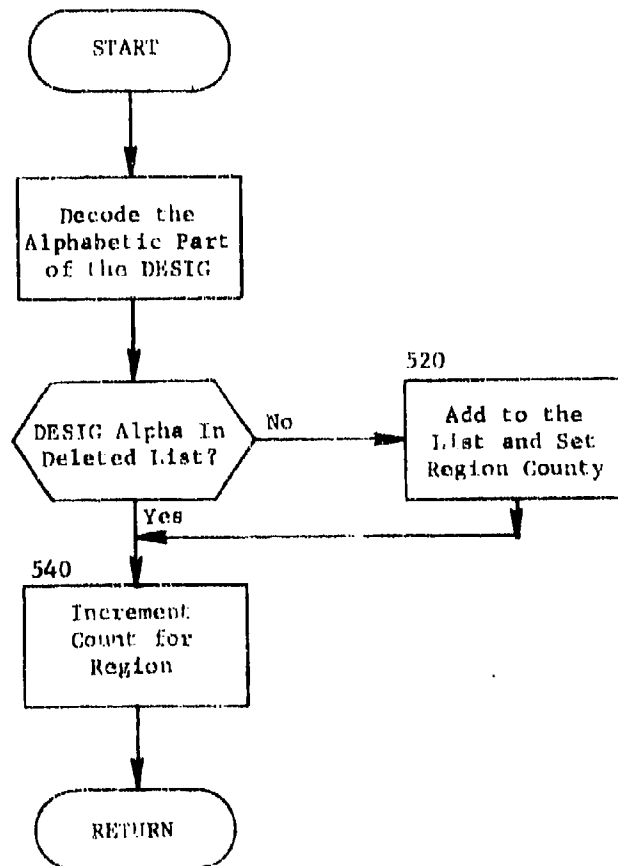 START
Decode the
Alphabetic Part
of the DESIG
520
DESIG Alpha In
Deleted List?
No
Add to the
List and Set
Region County
Yes
540
Increment
Count for
Region
RETURN